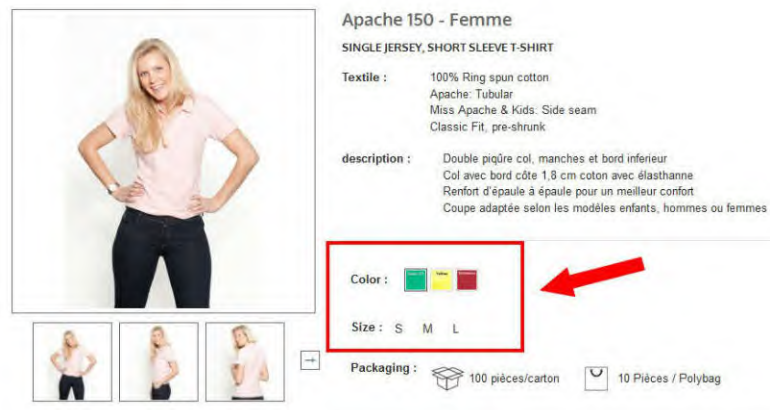 Apache 150 - Femme
SINGLE JERSEY, SHORT SLEEVE T-SHIRT
Textile : 100% Ring spun cotton
Apache: Tubular
Miss Apache & Kids: Side seam
Classic Fit, pre-shrunk
description : Double piqûre col, manches et bord inferieur
Col avec bord côte 1,8 cm coton avec élasthanne
Renfort d'épaule à épaule pour un meilleur confort
Coupe adaptée selon les modèles enfants, hommes ou femmes
Color :
Size : S M L
Packaging : 100 pièces/carton 10 Pièces / Polybag